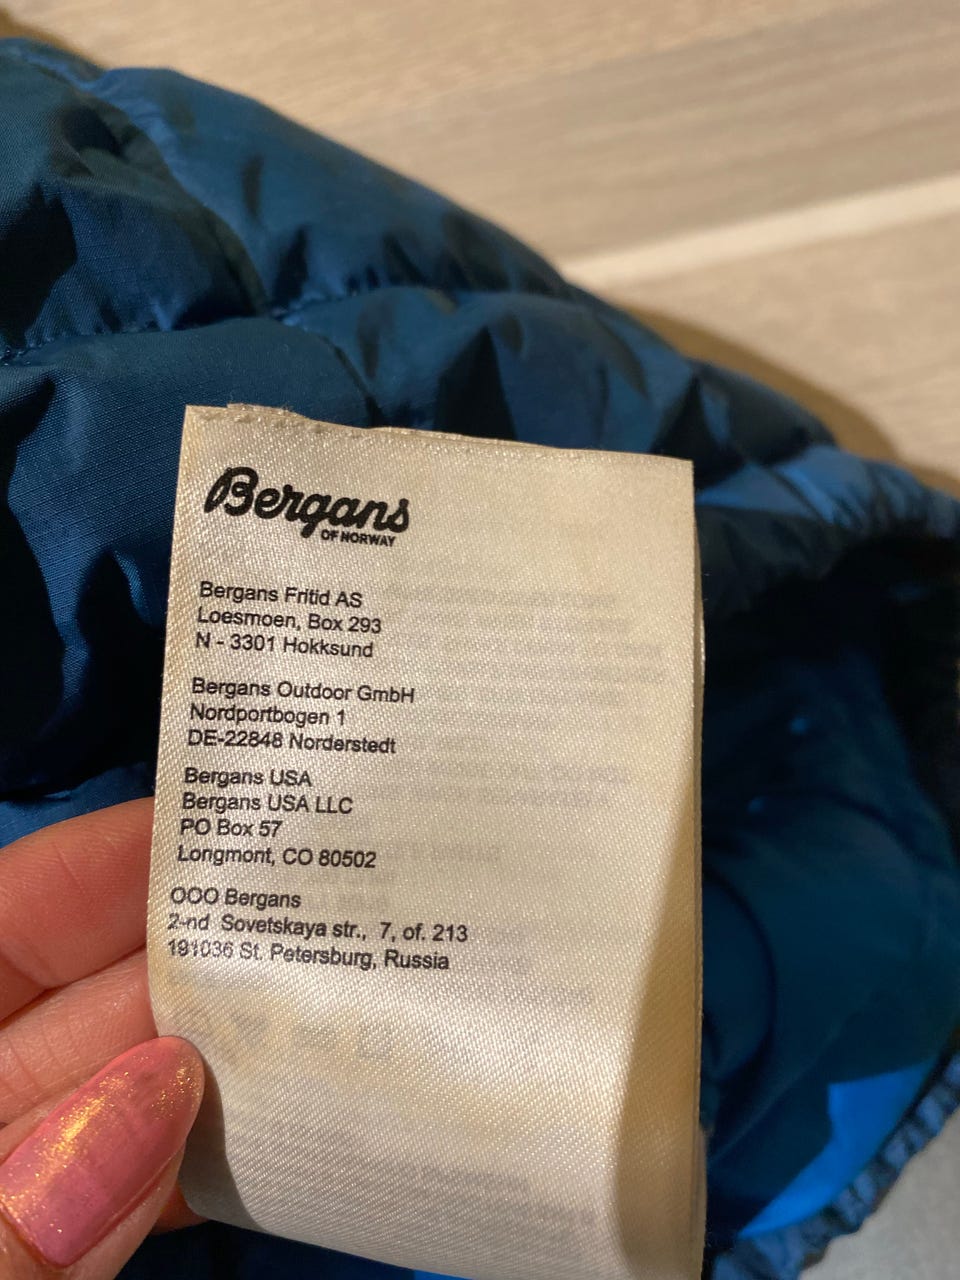 Bergans
OF NORWAY
Bergans Fritid AS
Loesmoen, Box 293
N - 3301 Hokksund
Bergans Outdoor GmbH
Nordportbogen 1
DE-22848 Norderstedt
Bergans USA
Bergans USA LLC
PO Box 57
Longmont, CO 80502
OOO Bergans
2-nd Sovetskaya str., 7, of. 213
191036 St. Petersburg, Russia